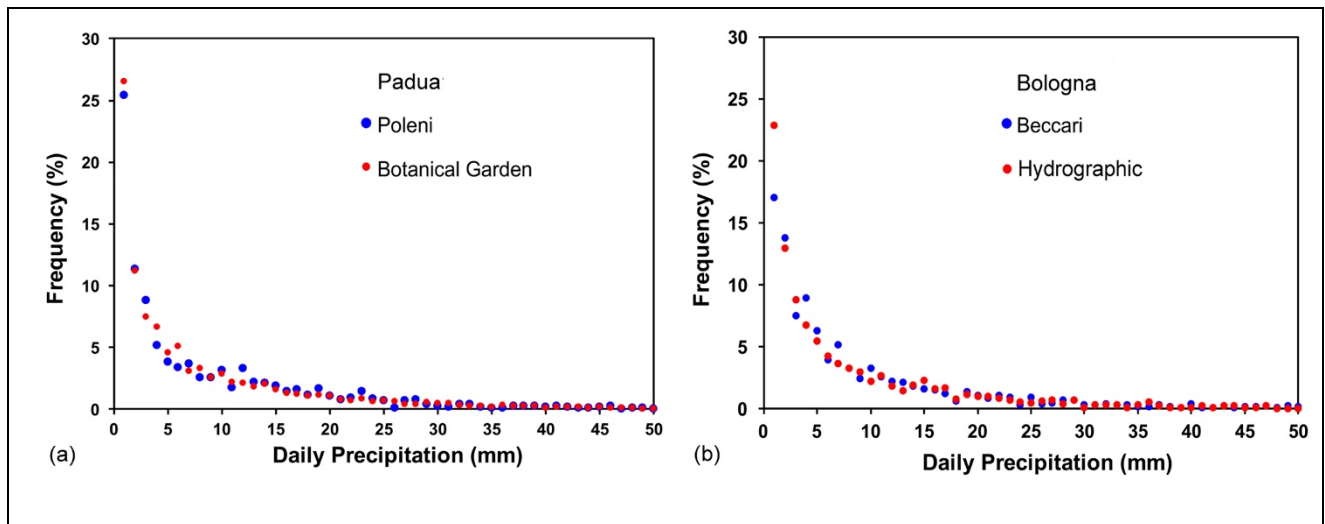 30
25
20
15
10
5
0
Frequency (%)
Padua
Poleni
Botanical Garden
0 5 10 15 20 25 30 35 40 45 50
(a) Daily Precipitation (mm)
30
25
20
15
10
5
0
Frequency (%)
Bologna
Beccari
Hydrographic
0 5 10 15 20 25 30 35 40 45 50
(b) Daily Precipitation (mm)